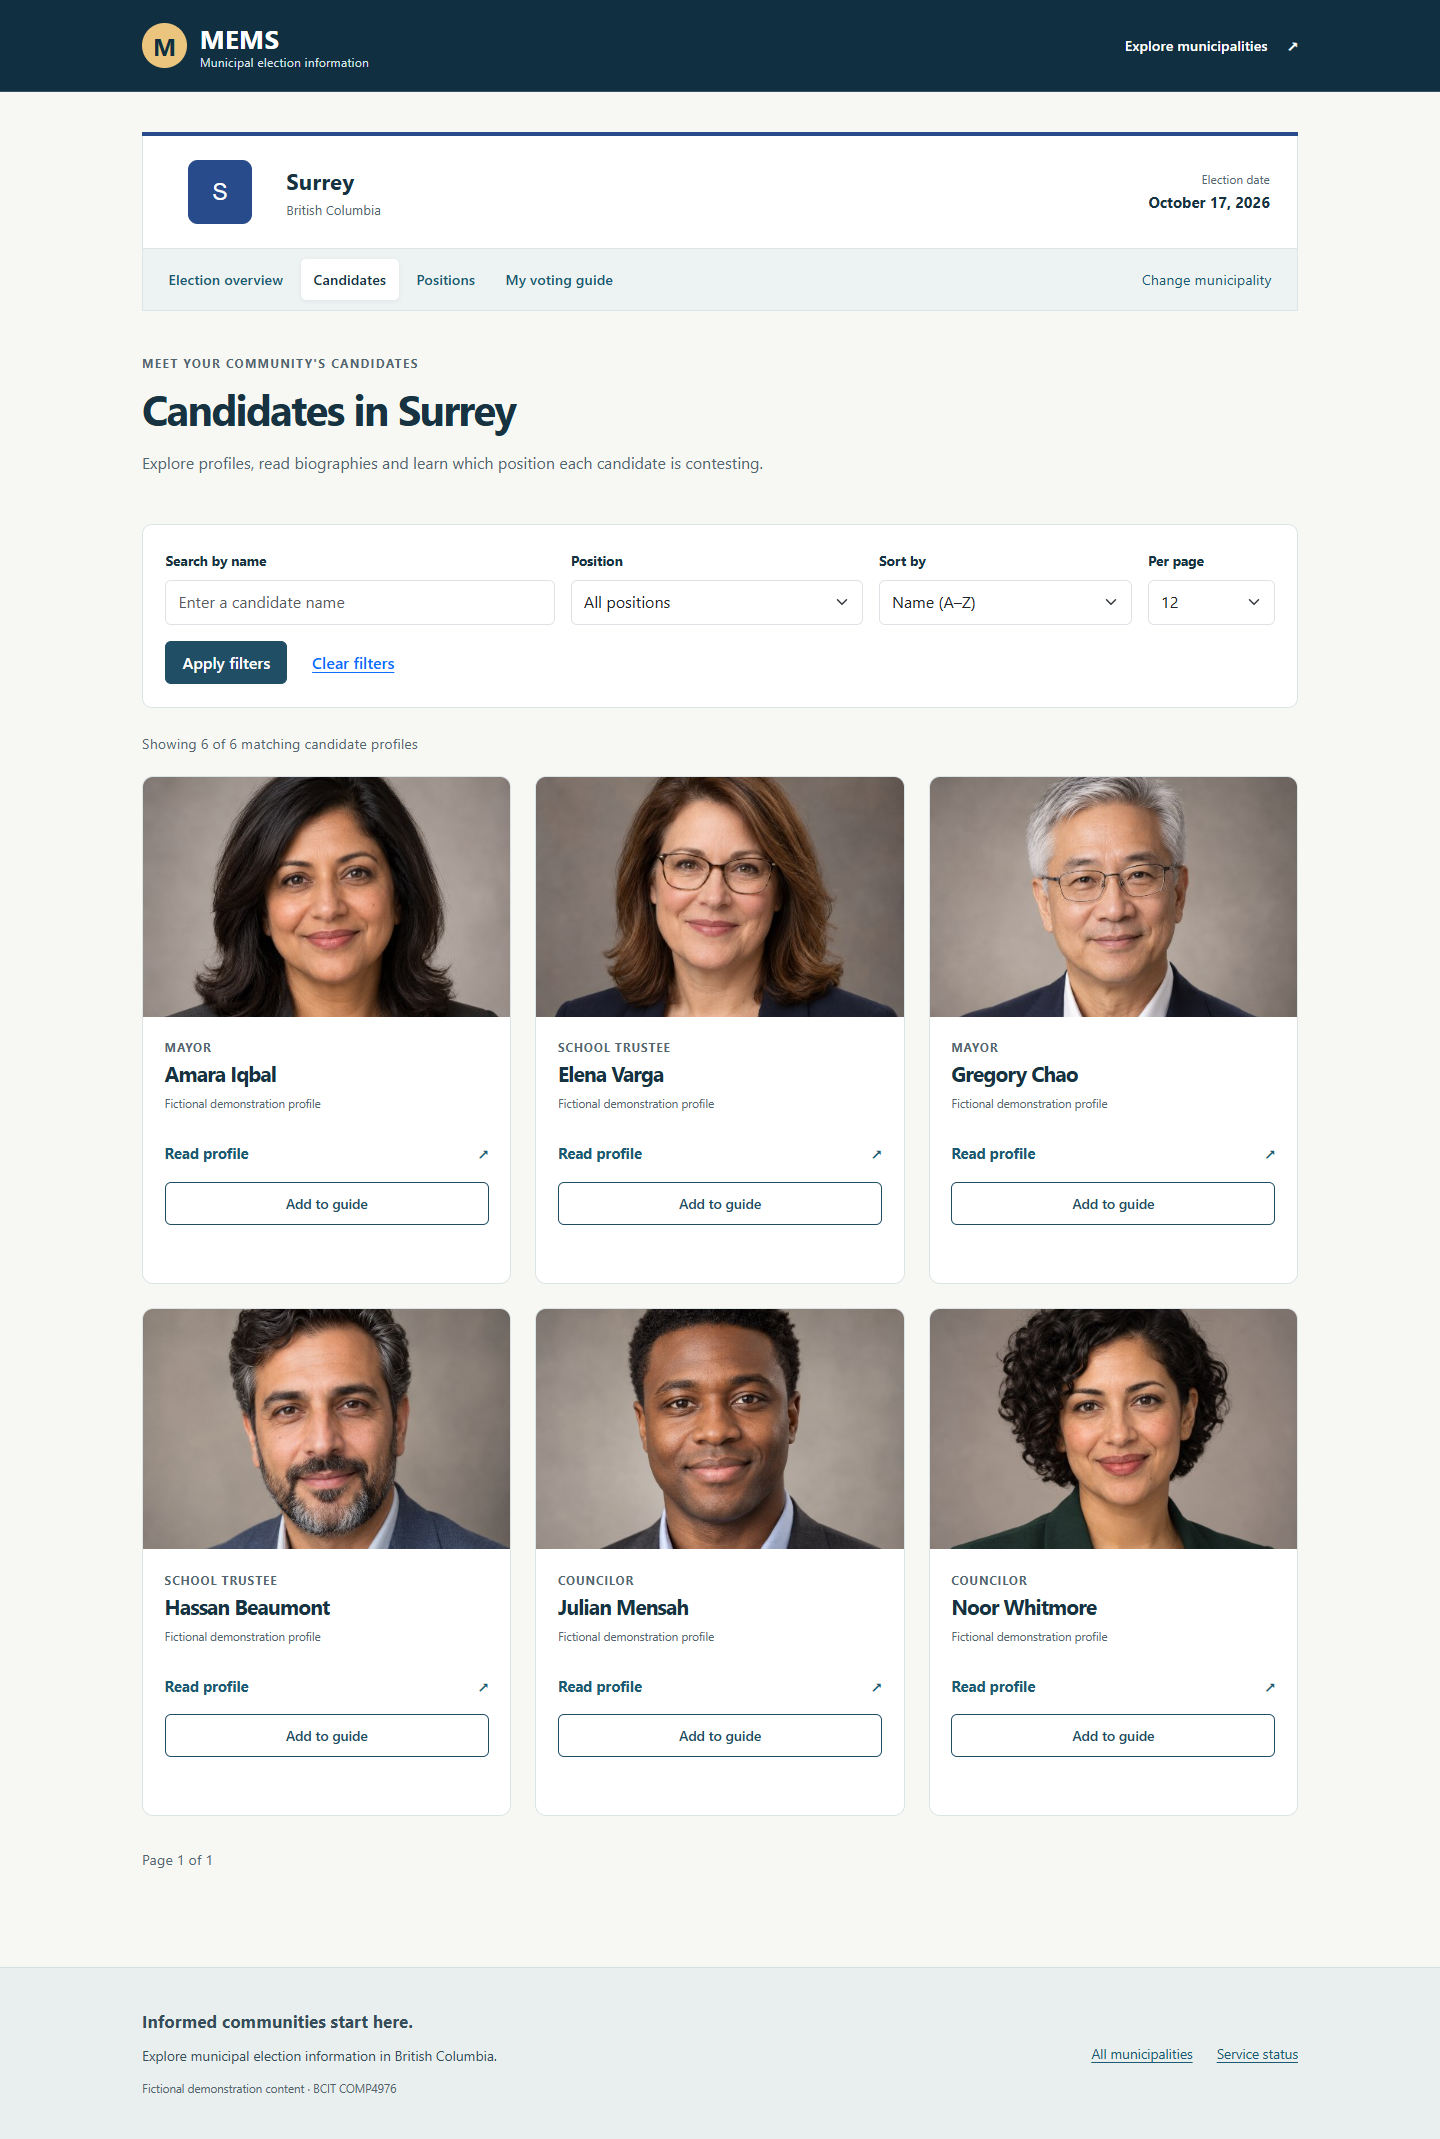 M
MEMS
Municipal election information
Explore municipalities ↗
S
Surrey
British Columbia
Election date
October 17, 2026
Election overview
Candidates
Positions
My voting guide
Change municipality
MEET YOUR COMMUNITY'S CANDIDATES
Candidates in Surrey
Explore profiles, read biographies and learn which position each candidate is contesting.
Search by name
Position
Sort by
Per page
Enter a candidate name
All positions
Name (A–Z)
12
Apply filters
Clear filters
Showing 6 of 6 matching candidate profiles
MAYOR
Amara Iqbal
Fictional demonstration profile
Read profile ↗
Add to guide
SCHOOL TRUSTEE
Elena Varga
Fictional demonstration profile
Read profile ↗
Add to guide
MAYOR
Gregory Chao
Fictional demonstration profile
Read profile ↗
Add to guide
SCHOOL TRUSTEE
Hassan Beaumont
Fictional demonstration profile
Read profile ↗
Add to guide
COUNCILOR
Julian Mensah
Fictional demonstration profile
Read profile ↗
Add to guide
COUNCILOR
Noor Whitmore
Fictional demonstration profile
Read profile ↗
Add to guide
Page 1 of 1
Informed communities start here.
Explore municipal election information in British Columbia.
Fictional demonstration content · BCIT COMP4976
All municipalities
Service status